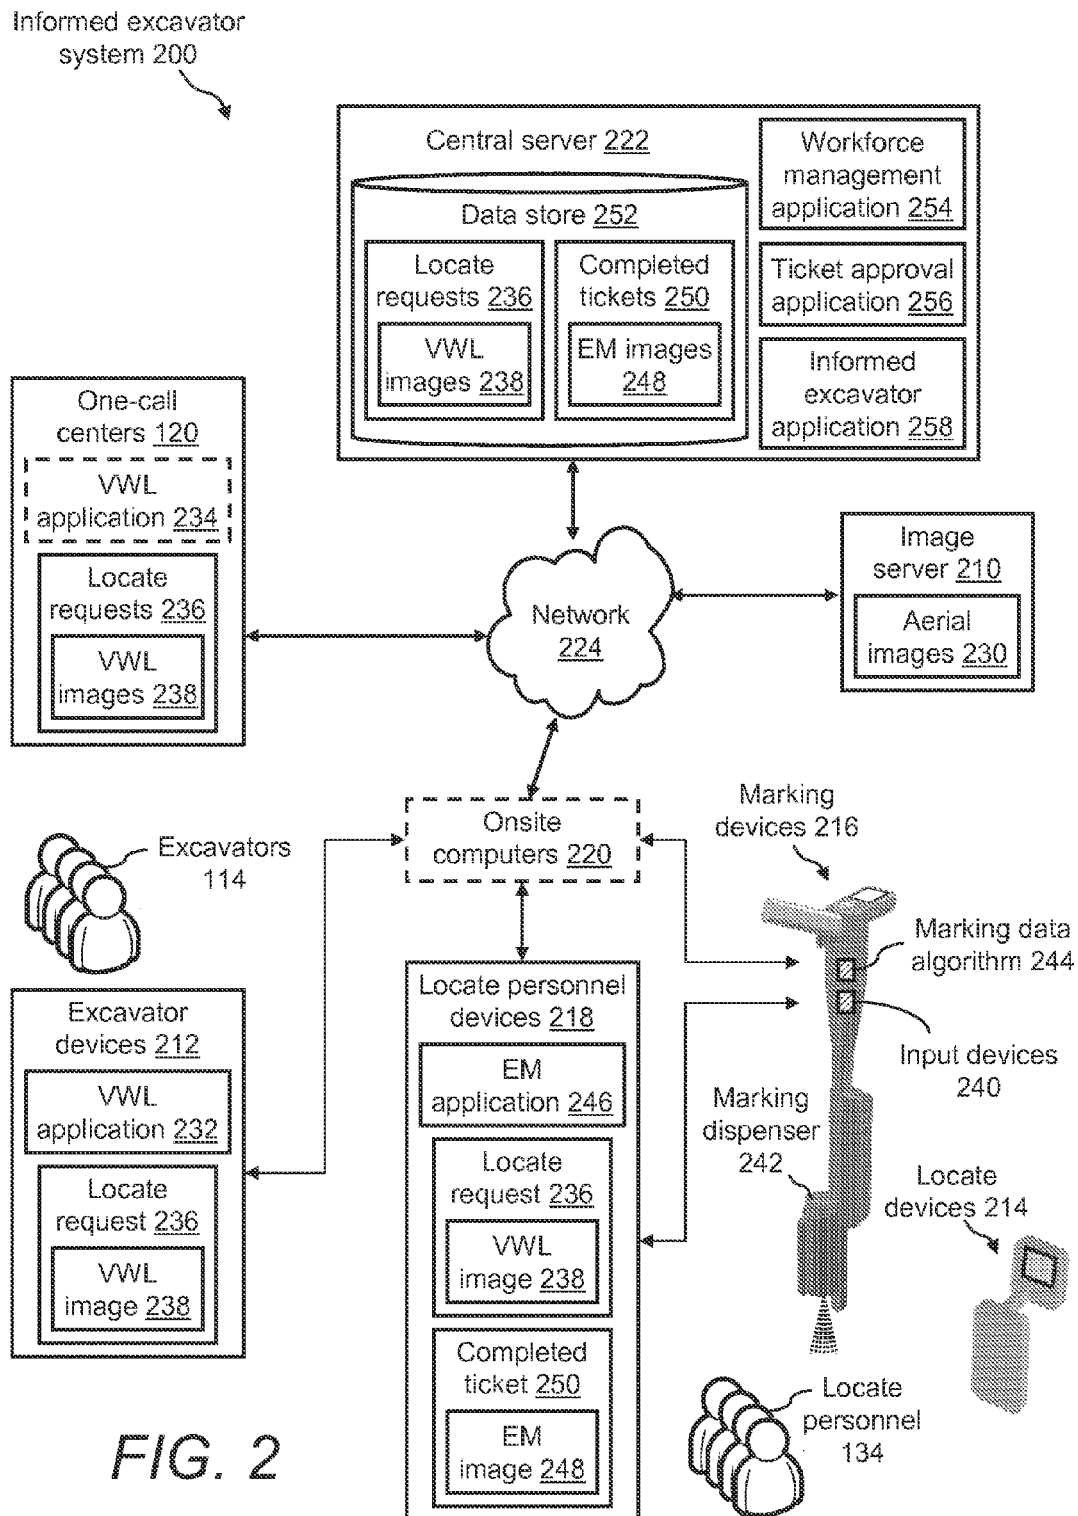 Informed excavator
system 200
Central server 222
Data store 252
Locate
requests 236
VWL
images 238
Completed
tickets 250
EM images
248
Workforce
management
application 254
Ticket approval
application 256
Informed
excavator
application 258
One-call
centers 120
VWL
application 234
Locate
requests 236
VWL
images 238
Network
224
Image
server 210
Aerial
images 230
Onsite
computers 220
Excavators
114
Excavator
devices 212
VWL
application 232
Locate
request 236
VWL
image 238
Locate personnel
devices 218
EM
application 246
Locate
request 236
VWL
image 238
Completed
ticket 250
EM
image 248
Marking
devices 216
Marking data
algorithm 244
Input devices
240
Marking
dispenser
242
Locate
devices 214
Locate
personnel
134
FIG. 2